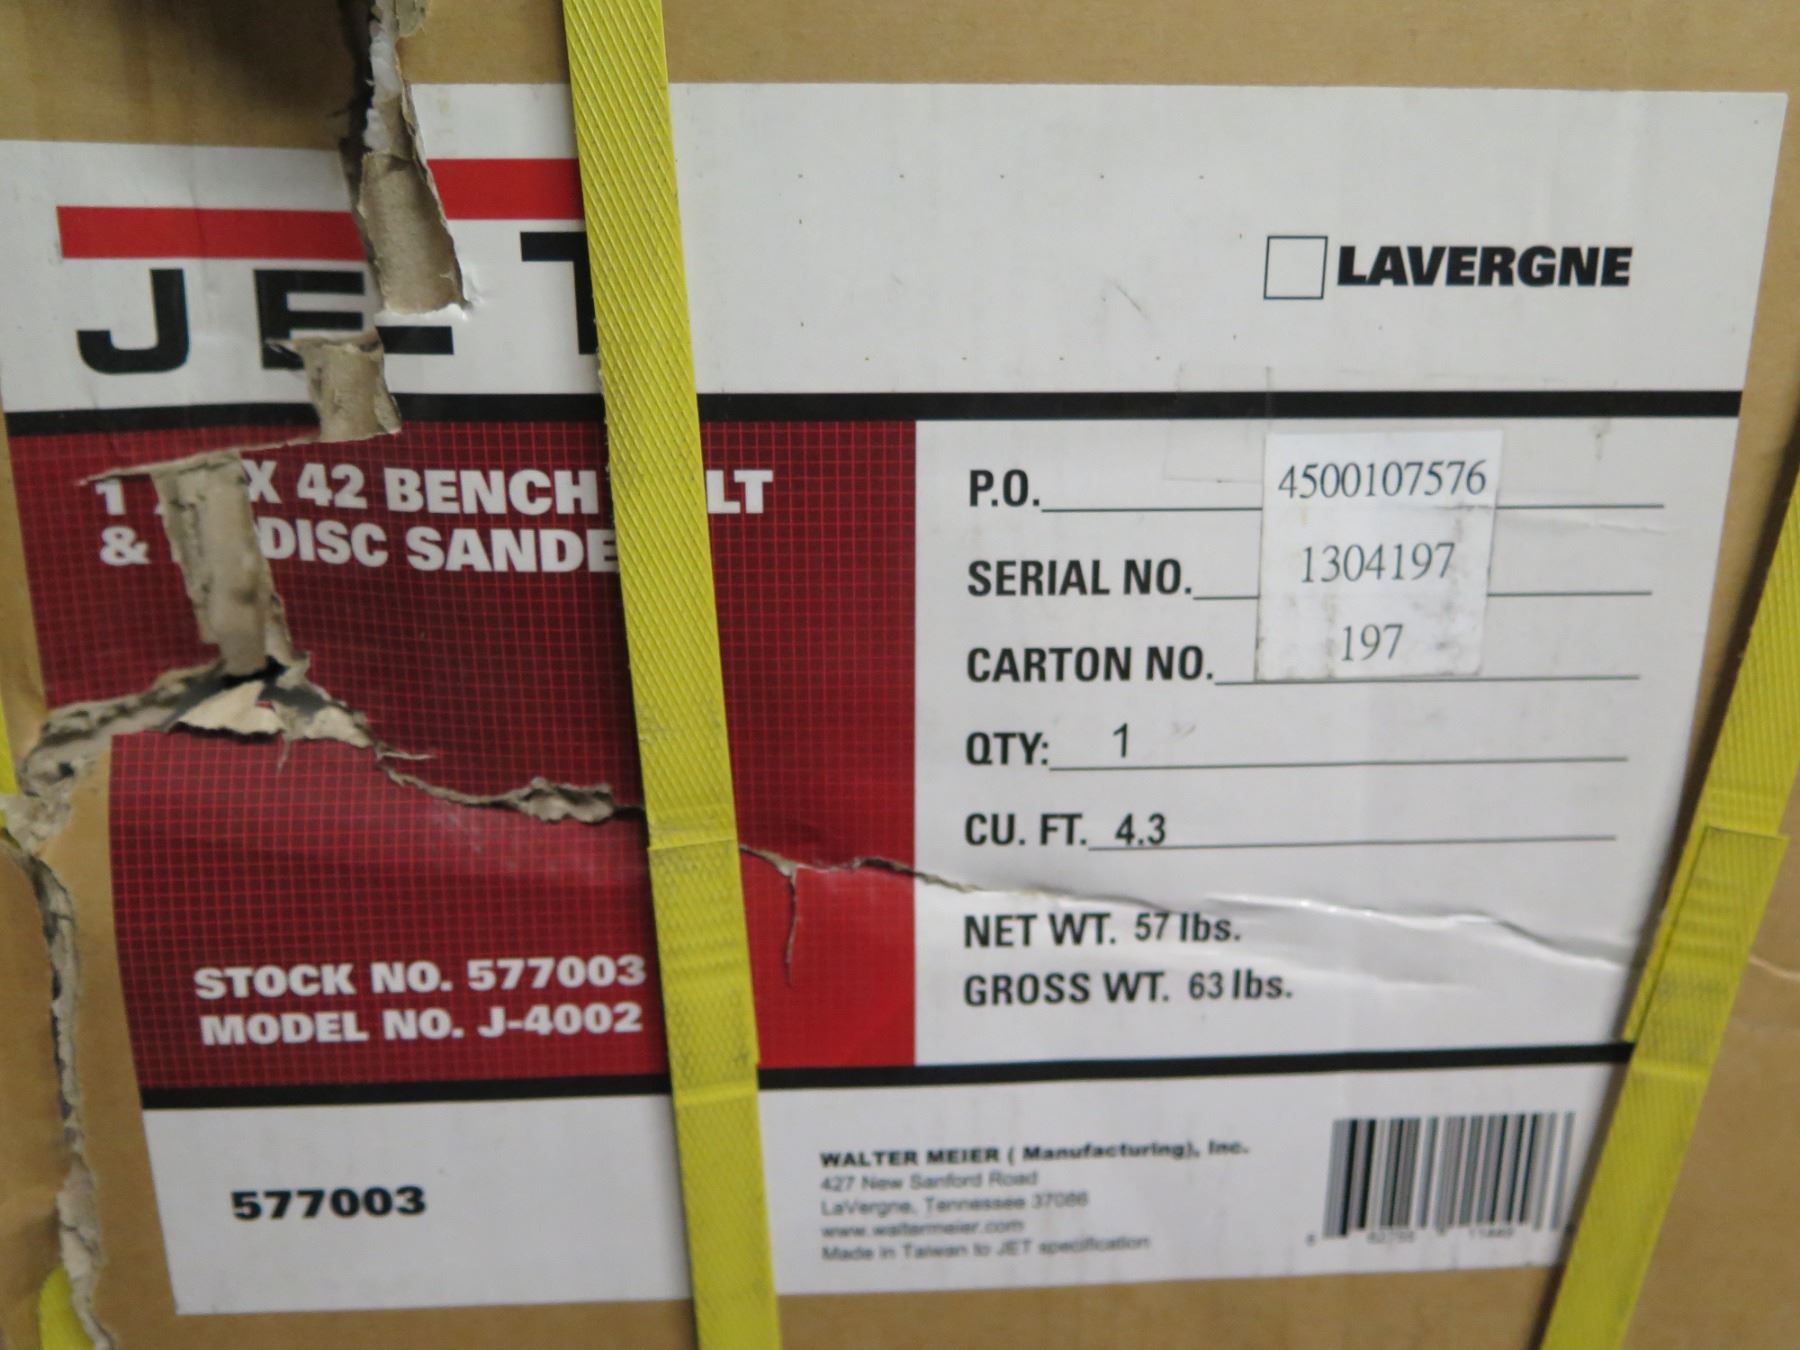 JET
LAVERGNE
1 X 42 BENCH LT
& DISC SANDE
P.O. 4500107576
SERIAL NO. 1304197
CARTON NO. 197
QTY: 1
CU. FT. 4.3
NET WT. 57 lbs.
GROSS WT. 63 lbs.
STOCK NO. 577003
MODEL NO. J-4002
577003
WALTER MEIER ( Manufacturing), Inc.
427 New Sanford Road
LaVergne, Tennessee 37086
www.waltermeier.com
Made in Taiwan to JET specification